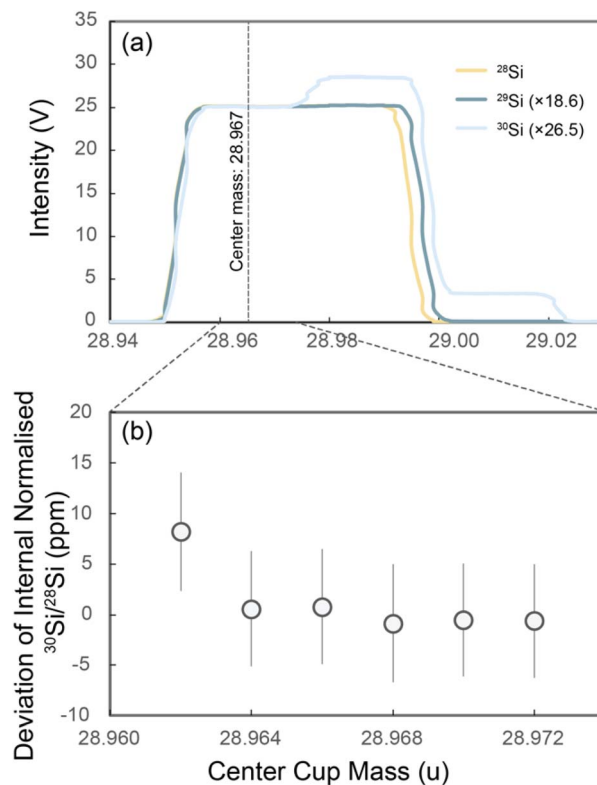 (a)
35
30
25
20
15
10
5
0
Intensity (V)
²⁸Si
²⁹Si (×18.6)
³⁰Si (×26.5)
Center mass: 28.967
28.94 28.96 28.98 29.00 29.02
(b)
20
15
10
5
0
-5
-10
Deviation of Internal Normalised
³⁰Si/²⁸Si (ppm)
28.960 28.964 28.968 28.972
Center Cup Mass (u)